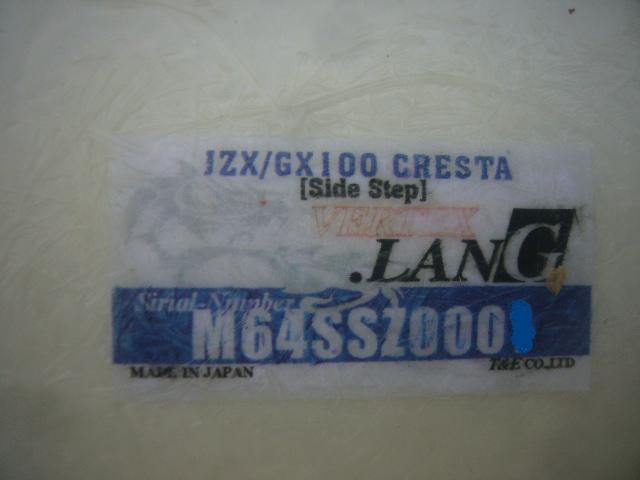 JZX/GX100 CRESTA
[Side Step]
VERTEX
.LANG
Sirial-Number
M64SSZ000
MADE IN JAPAN
T&E CO.,LTD